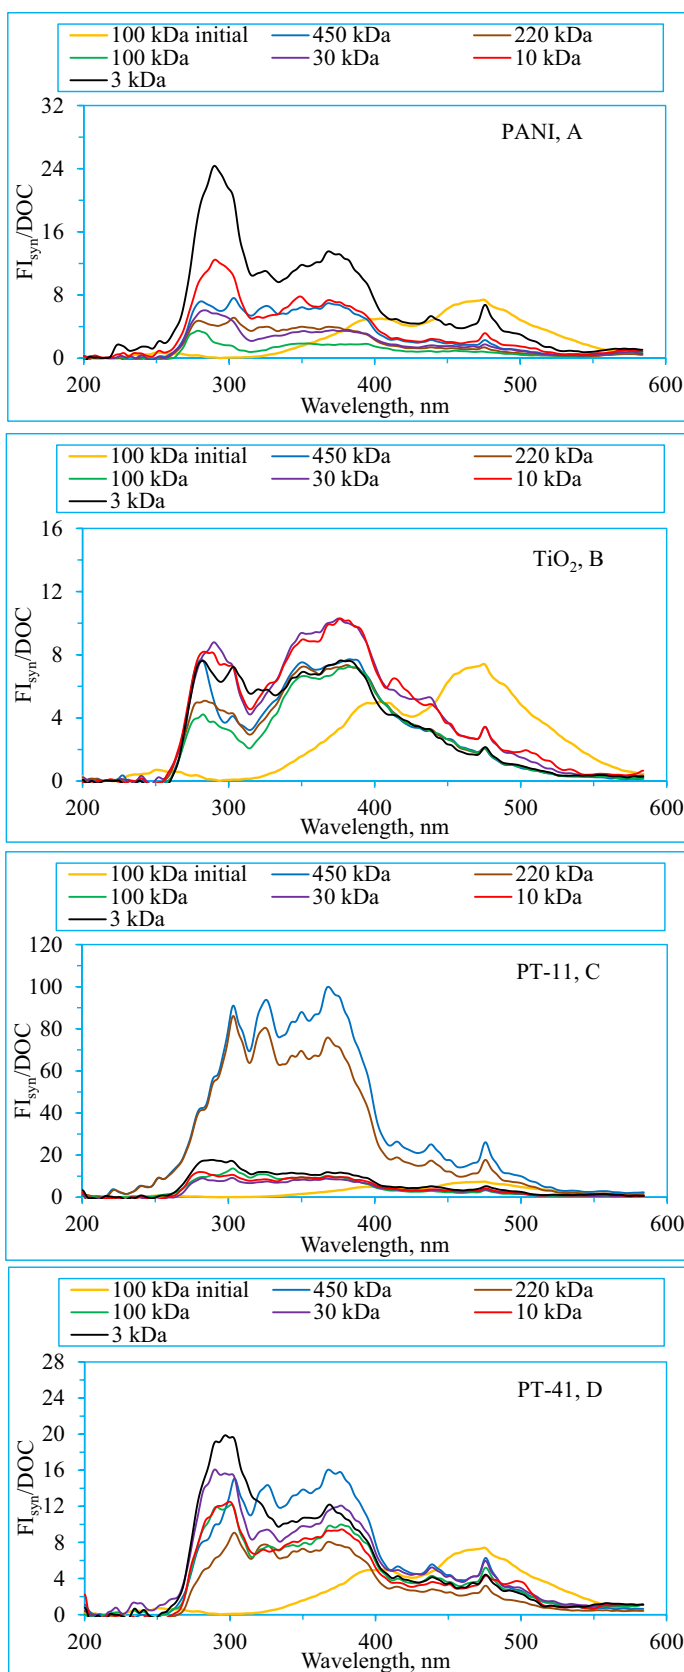 100 kDa initial 450 kDa 220 kDa
100 kDa 30 kDa 10 kDa
3 kDa
32
PANI, A
24
16
8
0
FI_syn/DOC
200 300 400 500 600
Wavelength, nm
100 kDa initial 450 kDa 220 kDa
100 kDa 30 kDa 10 kDa
3 kDa
16
TiO₂, B
12
8
4
0
FI_syn/DOC
200 300 400 500 600
Wavelength, nm
100 kDa initial 450 kDa 220 kDa
100 kDa 30 kDa 10 kDa
3 kDa
120
PT-11, C
100
80
60
40
20
0
FI_syn/DOC
200 300 400 500 600
Wavelength, nm
100 kDa initial 450 kDa 220 kDa
100 kDa 30 kDa 10 kDa
3 kDa
28
PT-41, D
24
20
16
12
8
4
0
FI_syn/DOC
200 300 400 500 600
Wavelength, nm